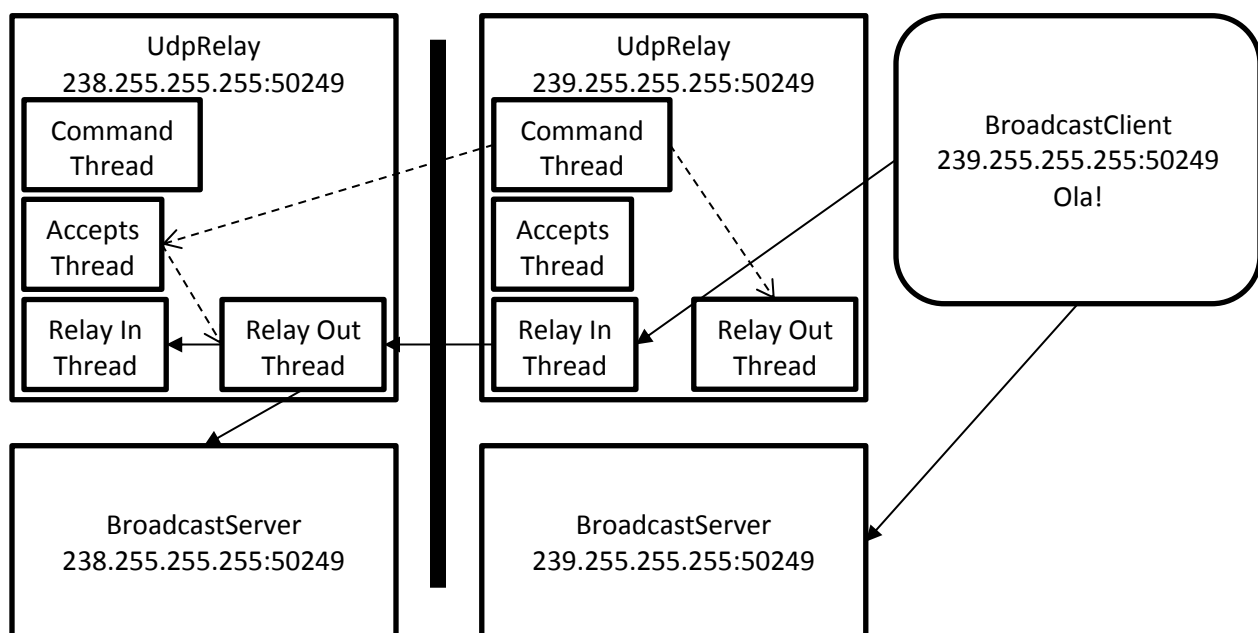 UdpRelay
238.255.255.255:50249
Command
Thread
Accepts
Thread
Relay In
Thread
Relay Out
Thread
UdpRelay
239.255.255.255:50249
Command
Thread
Accepts
Thread
Relay In
Thread
Relay Out
Thread
BroadcastClient
239.255.255.255:50249
Ola!
BroadcastServer
238.255.255.255:50249
BroadcastServer
239.255.255.255:50249